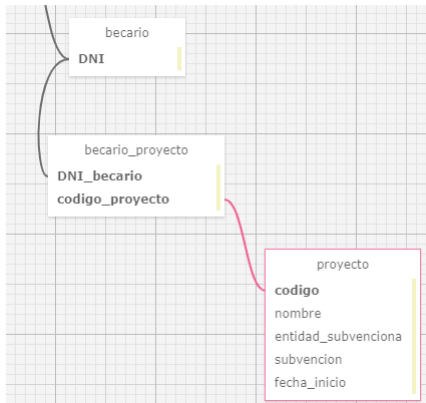 becario
DNI
becario_proyecto
DNI_becario
codigo_proyecto
proyecto
codigo
nombre
entidad_subvenciona
subvencion
fecha_inicio